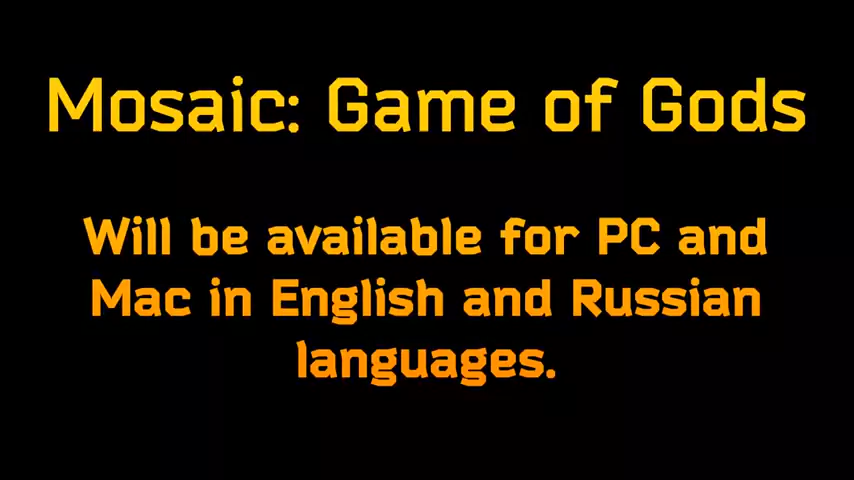 Mosaic: Game of Gods
Will be available for PC and
Mac in English and Russian
languages.